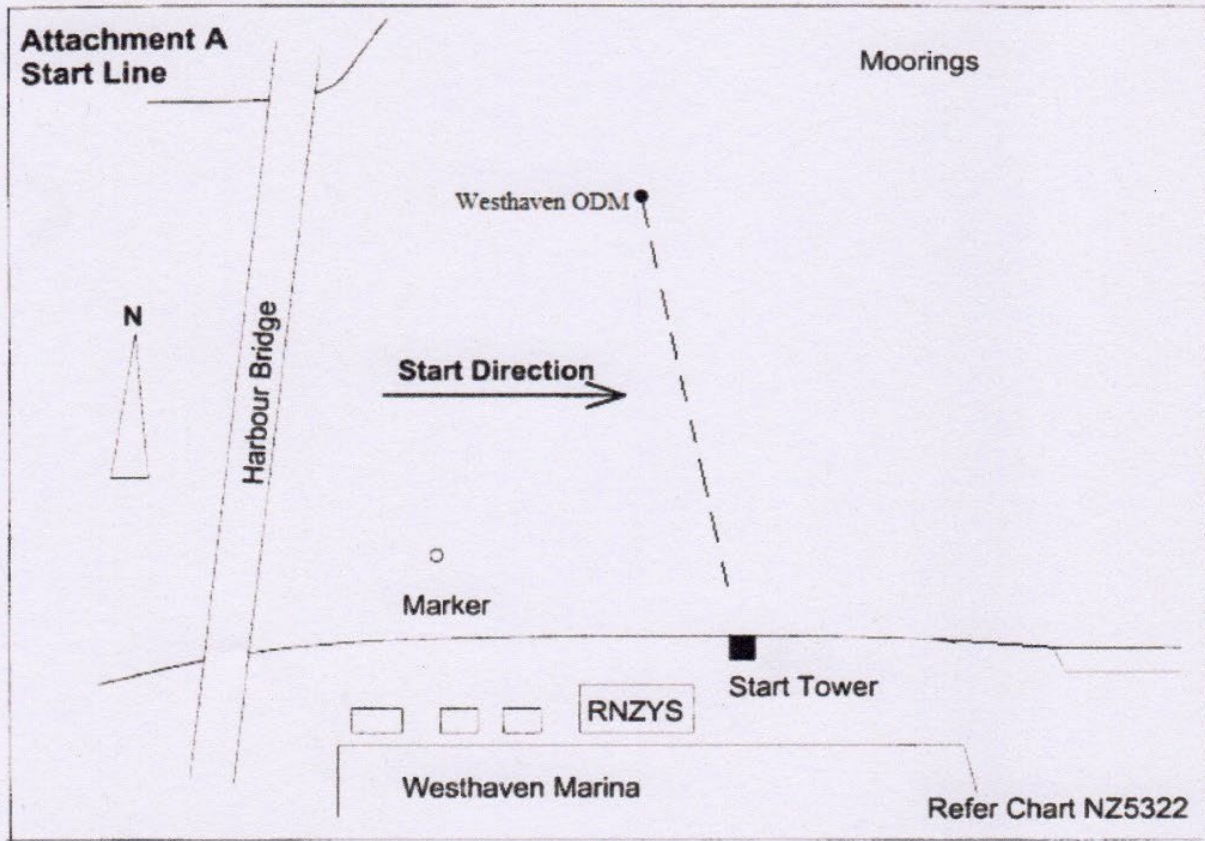 Attachment A
Start Line
Moorings
Westhaven ODM
N
Harbour Bridge
Start Direction
Marker
Start Tower
RNZYS
Westhaven Marina
Refer Chart NZ5322